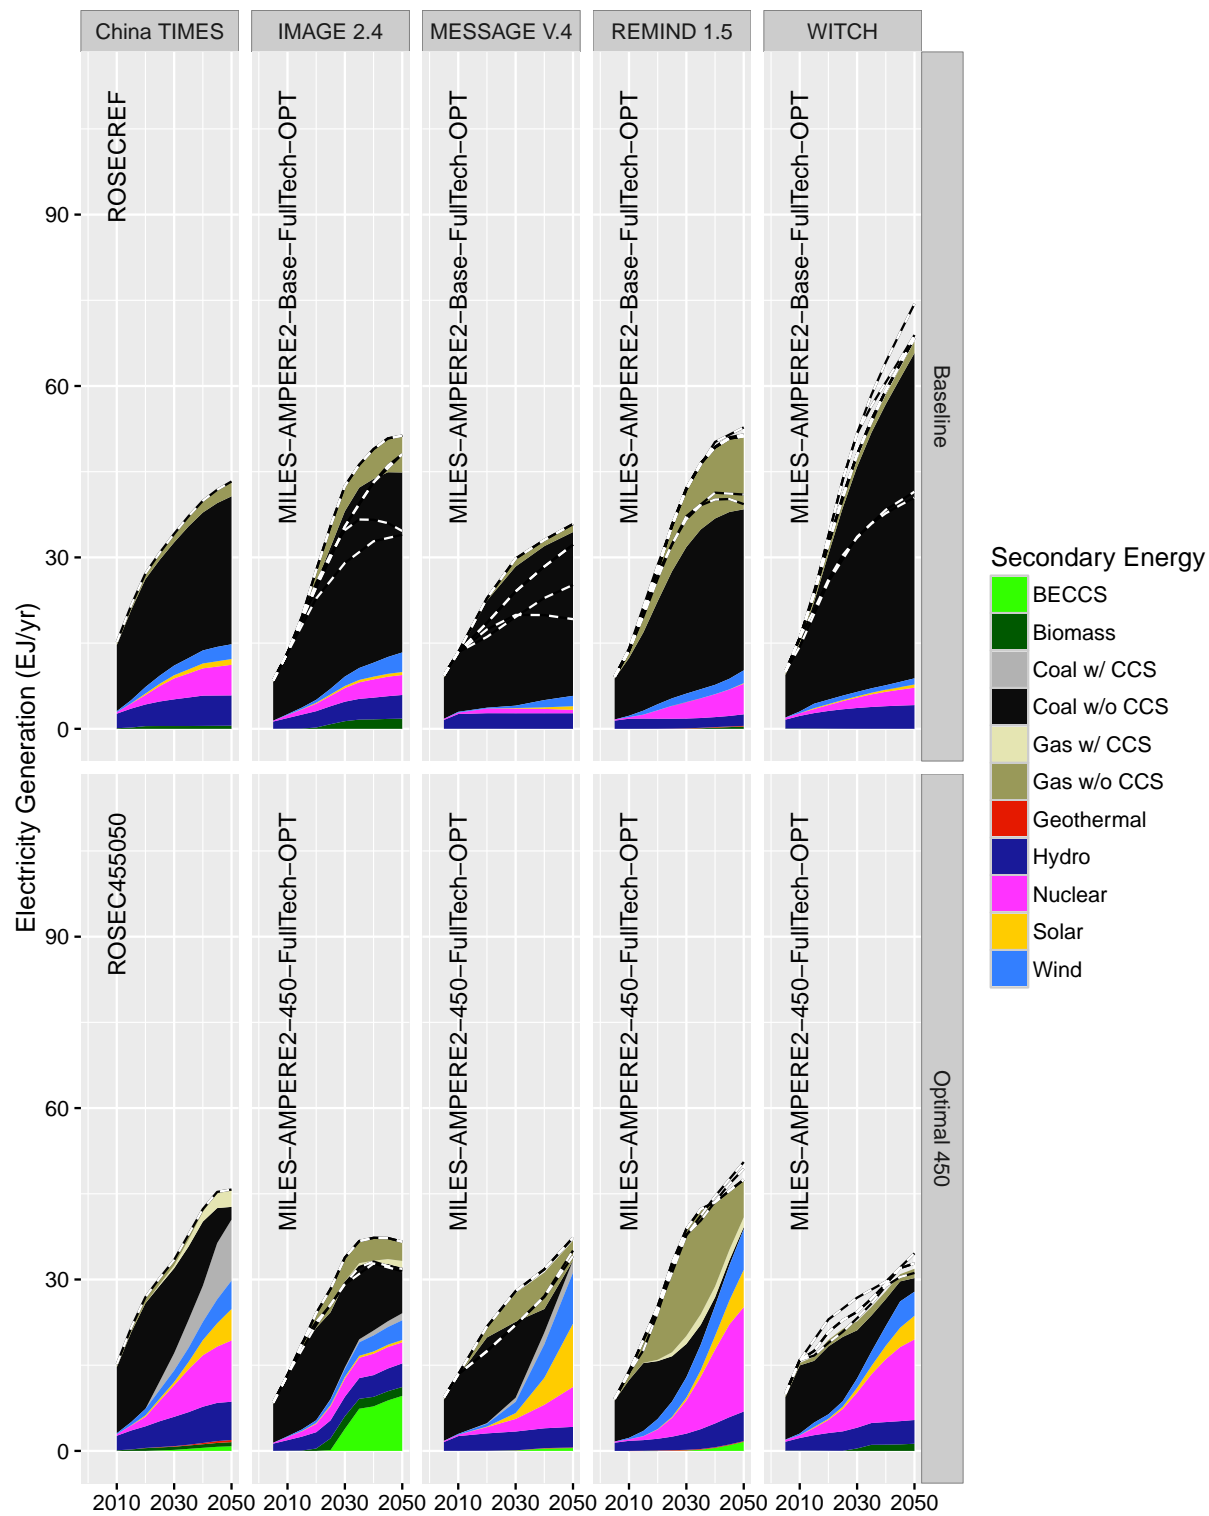 China TIMES
IMAGE 2.4
MESSAGE V.4
REMIND 1.5
WITCH
ROSECREF
MILES−AMPERE2−Base−FullTech−OPT
MILES−AMPERE2−Base−FullTech−OPT
MILES−AMPERE2−Base−FullTech−OPT
MILES−AMPERE2−Base−FullTech−OPT
Baseline
90
60
30
0
ROSEC455050
MILES−AMPERE2−450−FullTech−OPT
MILES−AMPERE2−450−FullTech−OPT
MILES−AMPERE2−450−FullTech−OPT
MILES−AMPERE2−450−FullTech−OPT
Optimal 450
90
60
30
0
2010 2030 2050
2010 2030 2050
2010 2030 2050
2010 2030 2050
2010 2030 2050
Electricity Generation (EJ/yr)
Secondary Energy
BECCS
Biomass
Coal w/ CCS
Coal w/o CCS
Gas w/ CCS
Gas w/o CCS
Geothermal
Hydro
Nuclear
Solar
Wind